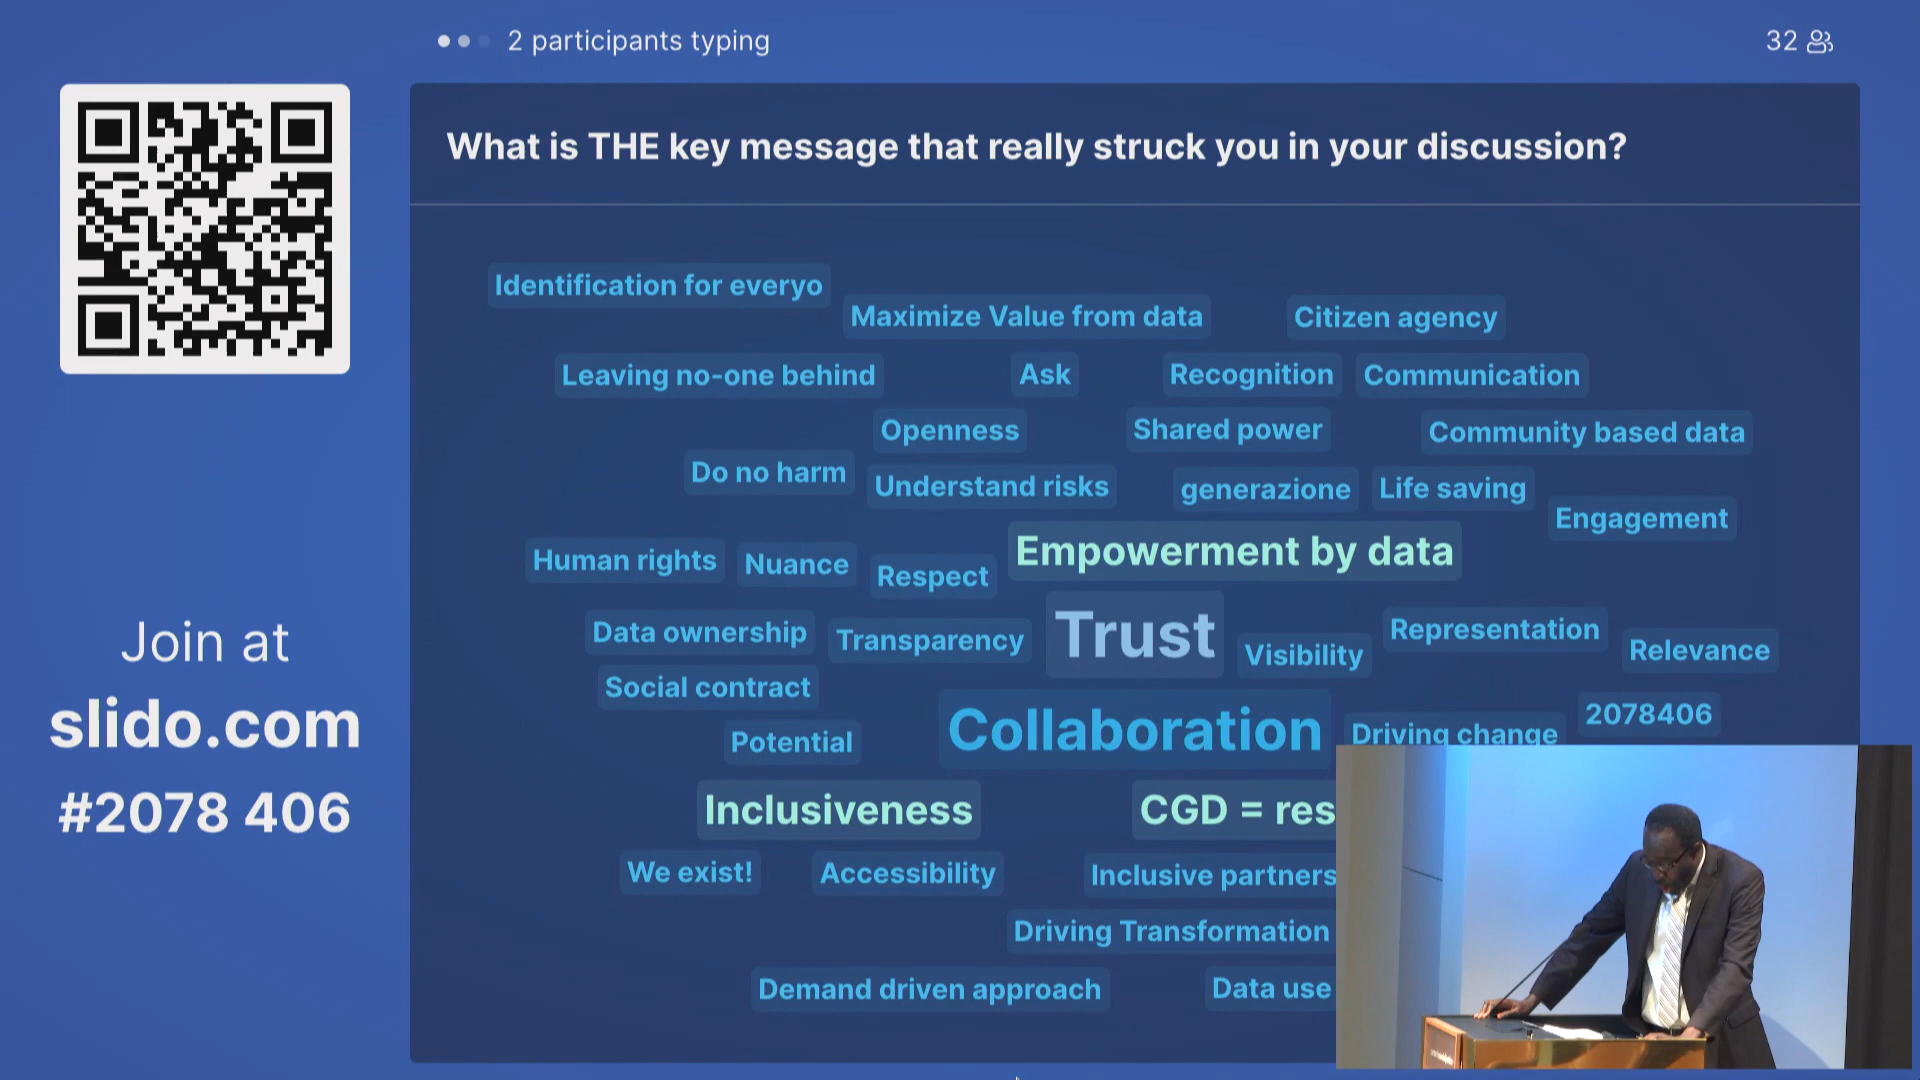 2 participants typing
32
What is THE key message that really struck you in your discussion?
Identification for everyo
Maximize Value from data
Citizen agency
Leaving no-one behind
Ask
Recognition
Communication
Openness
Shared power
Community based data
Do no harm
Understand risks
generazione
Life saving
Engagement
Empowerment by data
Human rights
Nuance
Respect
Trust
Data ownership
Transparency
Visibility
Representation
Relevance
Social contract
Collaboration
2078406
Potential
Driving change
Inclusiveness
CGD = res
We exist!
Accessibility
Inclusive partners
Driving Transformation
Demand driven approach
Data use
Join at
slido.com
#2078 406